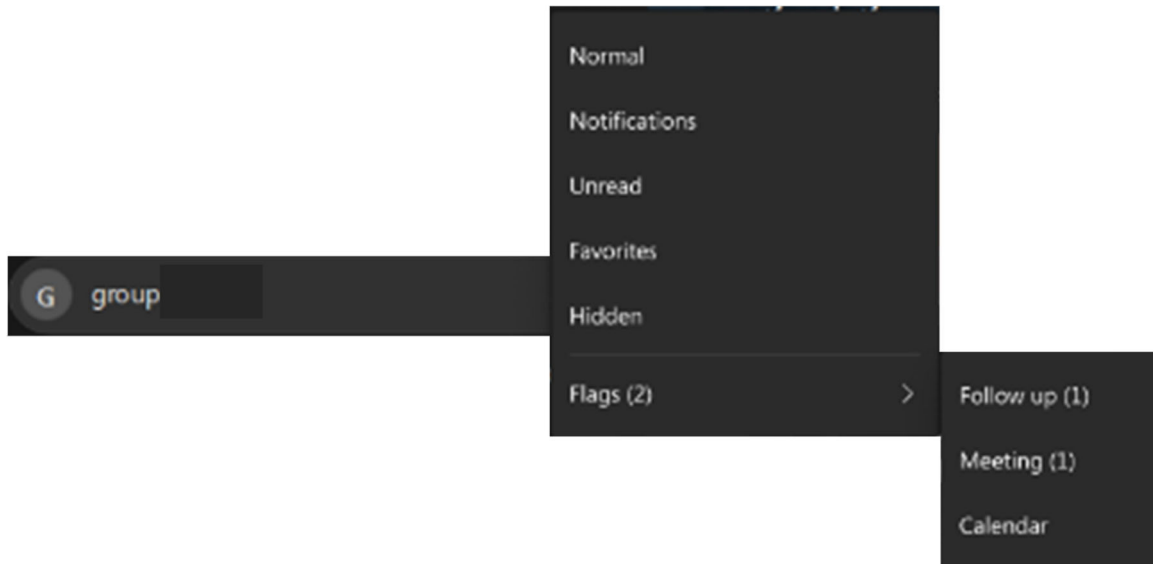 Normal
Notifications
Unread
Favorites
G group
Hidden
Flags (2)
Follow up (1)
Meeting (1)
Calendar